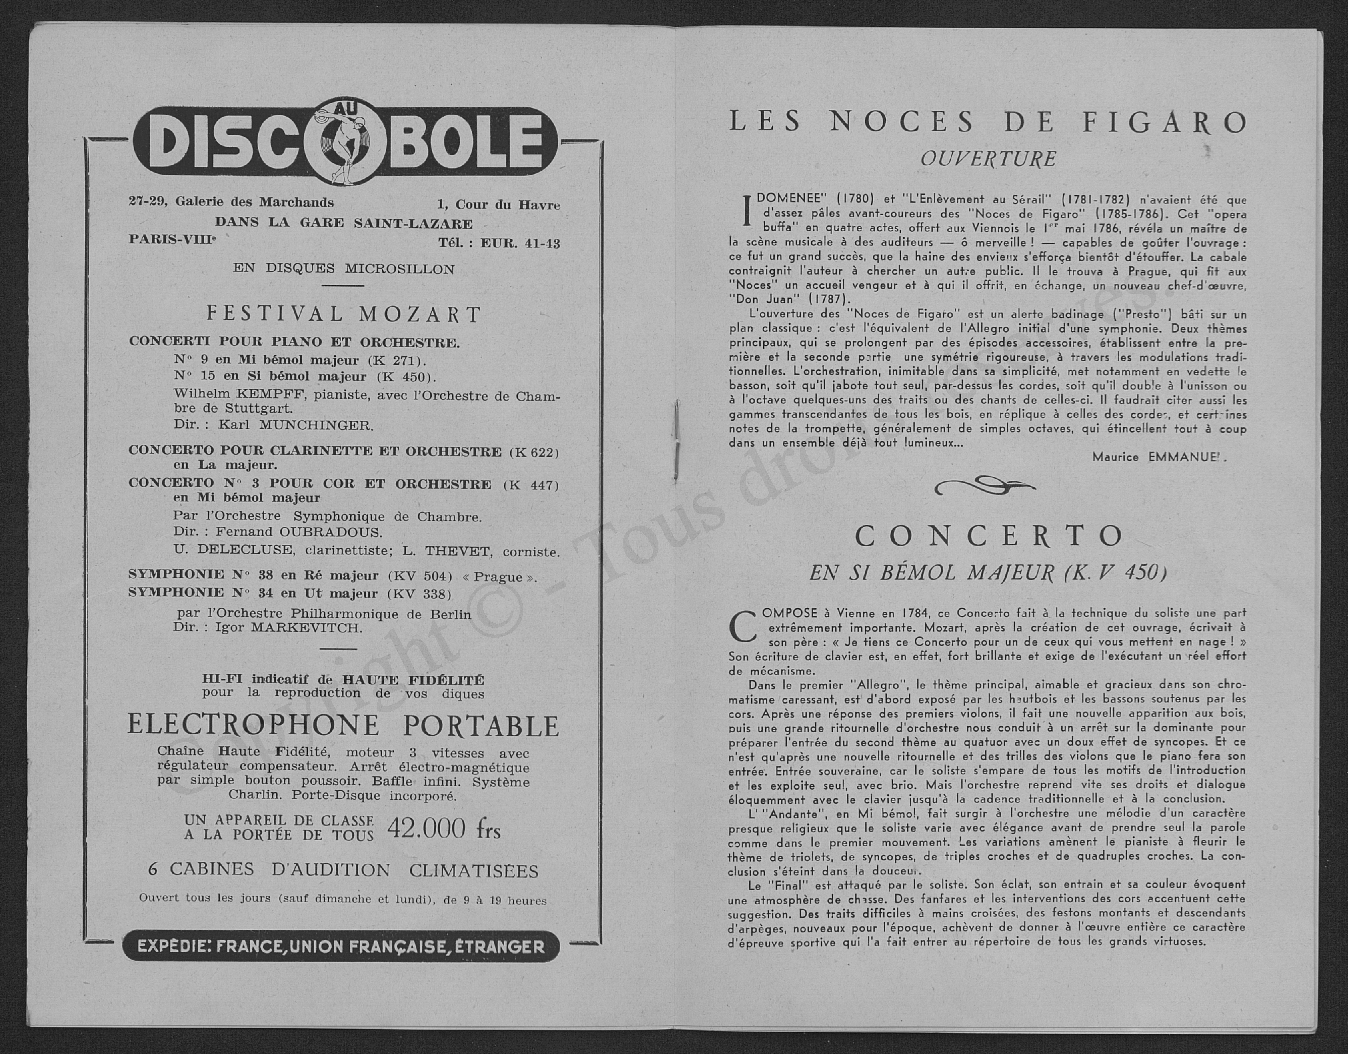 AU
DISCOBOLE
27-29, Galerie des Marchands 1, Cour du Havre
DANS LA GARE SAINT-LAZARE
PARIS-VIIIe Tél. : EUR. 41-43
EN DISQUES MICROSILLON
FESTIVAL MOZART
CONCERTI POUR PIANO ET ORCHESTRE.
N° 9 en Mi bémol majeur (K 271).
N° 15 en Si bémol majeur (K 450).
Wilhelm KEMPFF, pianiste, avec l'Orchestre de Cham-
bre de Stuttgart.
Dir. : Karl MUNCHINGER.
CONCERTO POUR CLARINETTE ET ORCHESTRE (K 622)
en La majeur.
CONCERTO N° 3 POUR COR ET ORCHESTRE (K 447)
en Mi bémol majeur
Par l'Orchestre Symphonique de Chambre.
Dir. : Fernand OUBRADOUS.
U. DELECLUSE, clarinettiste; L. THEVET, corniste.
SYMPHONIE N° 38 en Ré majeur (KV 504) « Prague ».
SYMPHONIE N° 34 en Ut majeur (KV 338)
par l'Orchestre Philharmonique de Berlin
Dir. : Igor MARKEVITCH.
HI-FI indicatif de HAUTE FIDÉLITÉ
pour la reproduction de vos diques
ELECTROPHONE PORTABLE
Chaîne Haute Fidélité, moteur 3 vitesses avec
régulateur compensateur. Arrêt électro-magnétique
par simple bouton poussoir. Baffle infini. Système
Charlin. Porte-Disque incorporé.
UN APPAREIL DE CLASSE
A LA PORTÉE DE TOUS 42.000 frs
6 CABINES D'AUDITION CLIMATISÉES
Ouvert tous les jours (sauf dimanche et lundi), de 9 à 19 heures
EXPÉDIE: FRANCE, UNION FRANÇAISE, ÉTRANGER
LES NOCES DE FIGARO
OUVERTURE
IDOMENEE" (1780) et "L'Enlèvement au Sérail" (1781-1782) n'avaient été que
d'assez pâles avant-coureurs des "Noces de Figaro" (1785-1786). Cet "opera
buffa" en quatre actes, offert aux Viennois le 1er mai 1786, révéla un maître de
la scène musicale à des auditeurs — ô merveille ! — capables de goûter l'ouvrage :
ce fut un grand succès, que la haine des envieux s'efforça bientôt d'étouffer. La cabale
contraignit l'auteur à chercher un autre public. Il le trouva à Prague, qui fit aux
"Noces" un accueil vengeur et à qui il offrit, en échange, un nouveau chef-d'œuvre,
"Don Juan" (1787).
L'ouverture des "Noces de Figaro" est un alerte badinage ("Presto") bâti sur un
plan classique : c'est l'équivalent de l'Allegro initial d'une symphonie. Deux thèmes
principaux, qui se prolongent par des épisodes accessoires, établissent entre la pre-
mière et la seconde partie une symétrie rigoureuse, à travers les modulations tradi-
tionnelles. L'orchestration, inimitable dans sa simplicité, met notamment en vedette le
basson, soit qu'il jabote tout seul, par-dessus les cordes, soit qu'il double à l'unisson ou
à l'octave quelques-uns des traits ou des chants de celles-ci. Il faudrait citer aussi les
gammes transcendantes de tous les bois, en réplique à celles des cordes, et certaines
notes de la trompette, généralement de simples octaves, qui étincellent tout à coup
dans un ensemble déjà tout lumineux...
Maurice EMMANUEL.
CONCERTO
EN SI BÉMOL MAJEUR (K. V 450)
COMPOSE à Vienne en 1784, ce Concerto fait à la technique du soliste une part
extrêmement importante. Mozart, après la création de cet ouvrage, écrivait à
son père : « Je tiens ce Concerto pour un de ceux qui vous mettent en nage ! »
Son écriture de clavier est, en effet, fort brillante et exige de l'exécutant un réel effort
de mécanisme.
Dans le premier "Allegro", le thème principal, aimable et gracieux dans son chro-
matisme caressant, est d'abord exposé par les hautbois et les bassons soutenus par les
cors. Après une réponse des premiers violons, il fait une nouvelle apparition aux bois,
puis une grande ritournelle d'orchestre nous conduit à un arrêt sur la dominante pour
préparer l'entrée du second thème au quatuor avec un doux effet de syncopes. Et ce
n'est qu'après une nouvelle ritournelle et des trilles des violons que le piano fera son
entrée. Entrée souveraine, car le soliste s'empare de tous les motifs de l'introduction
et les exploite seul, avec brio. Mais l'orchestre reprend vite ses droits et dialogue
éloquemment avec le clavier jusqu'à la cadence traditionnelle et à la conclusion.
L' "Andante", en Mi bémol, fait surgir à l'orchestre une mélodie d'un caractère
presque religieux que le soliste varie avec élégance avant de prendre seul la parole
comme dans le premier mouvement. Les variations amènent le pianiste à fleurir le
thème de triolets, de syncopes, de triples croches et de quadruples croches. La con-
clusion s'éteint dans la douceur.
Le "Final" est attaqué par le soliste. Son éclat, son entrain et sa couleur évoquent
une atmosphère de chasse. Des fanfares et les interventions des cors accentuent cette
suggestion. Des traits difficiles à mains croisées, des festons montants et descendants
d'arpèges, nouveaux pour l'époque, achèvent de donner à l'œuvre entière ce caractère
d'épreuve sportive qui l'a fait entrer au répertoire de tous les grands virtuoses.
Copyright © - Tous droits réservés.